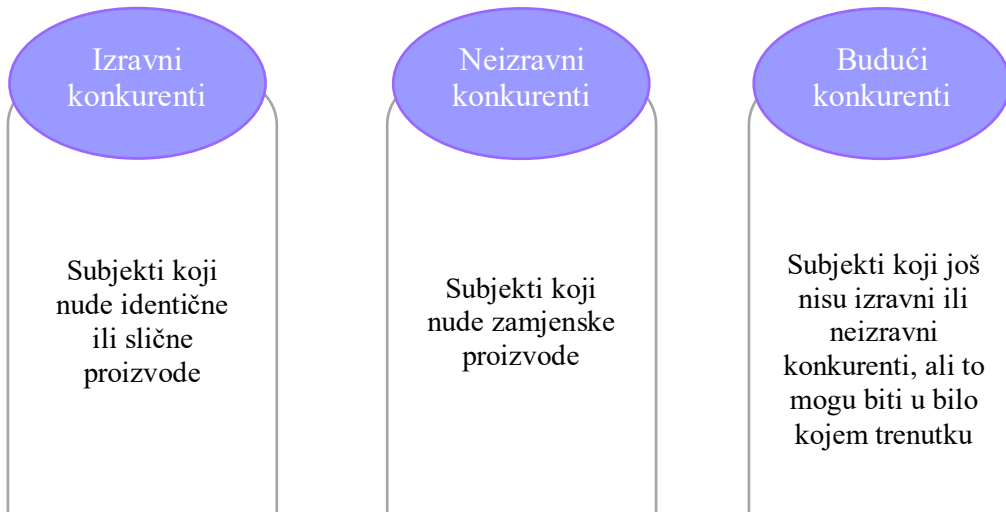 Izravni
konkurenti
Subjekti koji
nude identične
ili slične
proizvode
Neizravni
konkurenti
Subjekti koji
nude zamjenske
proizvode
Budući
konkurenti
Subjekti koji još
nisu izravni ili
neizravni
konkurenti, ali to
mogu biti u bilo
kojem trenutku